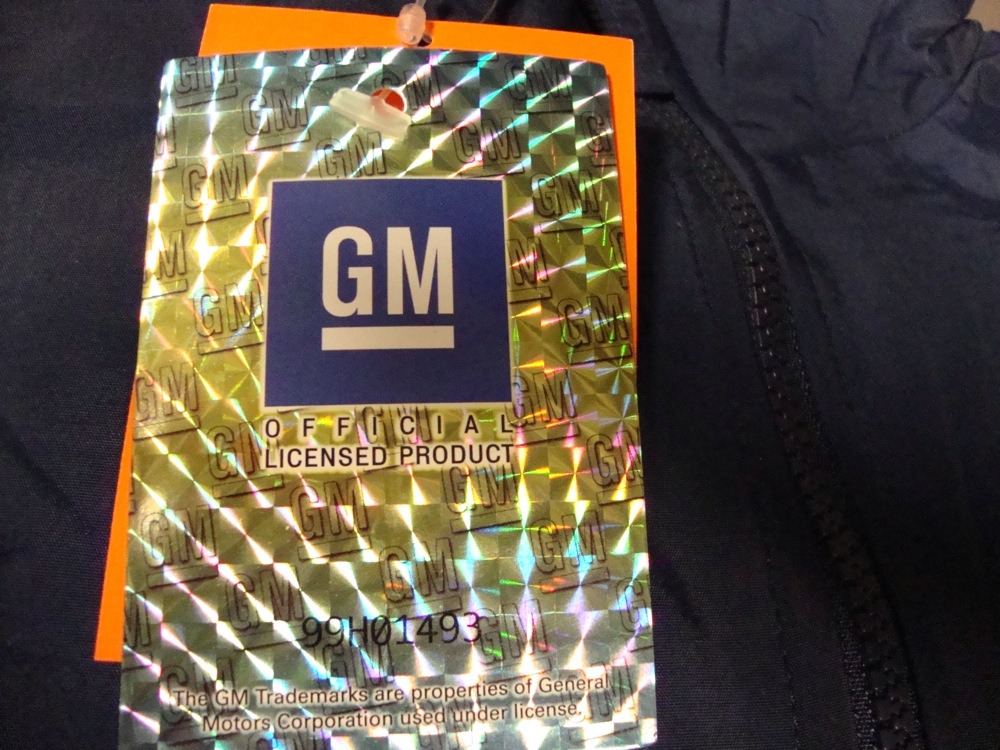 GM
OFFICIAL
LICENSED PRODUCT
99H01493
The GM Trademarks are properties of General
Motors Corporation used under license.